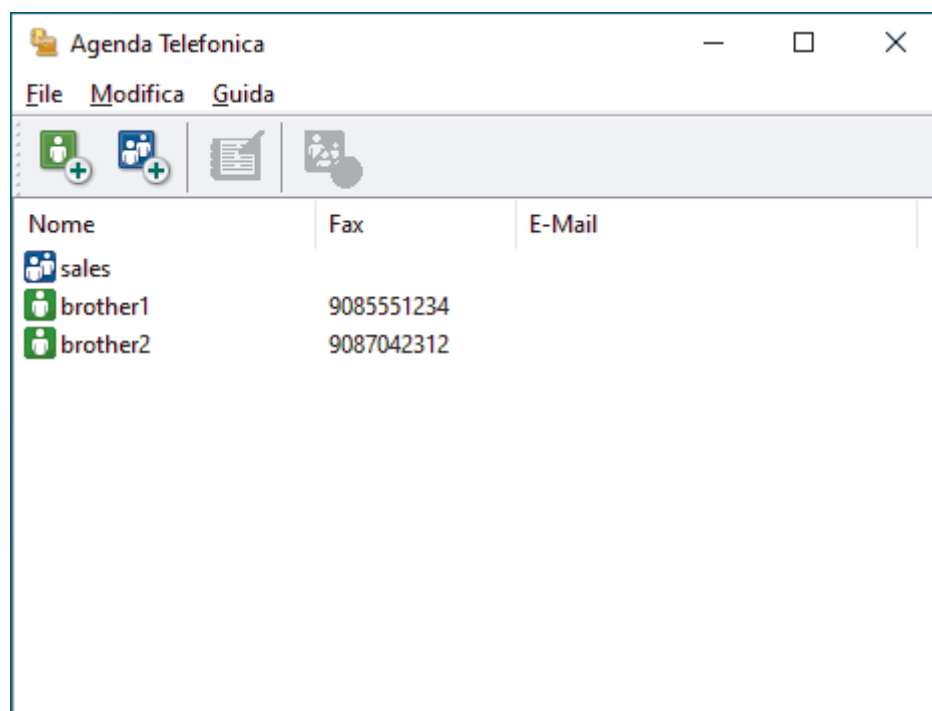 Agenda Telefonica
File Modifica Guida
Nome Fax E-Mail
sales
brother1 9085551234
brother2 9087042312